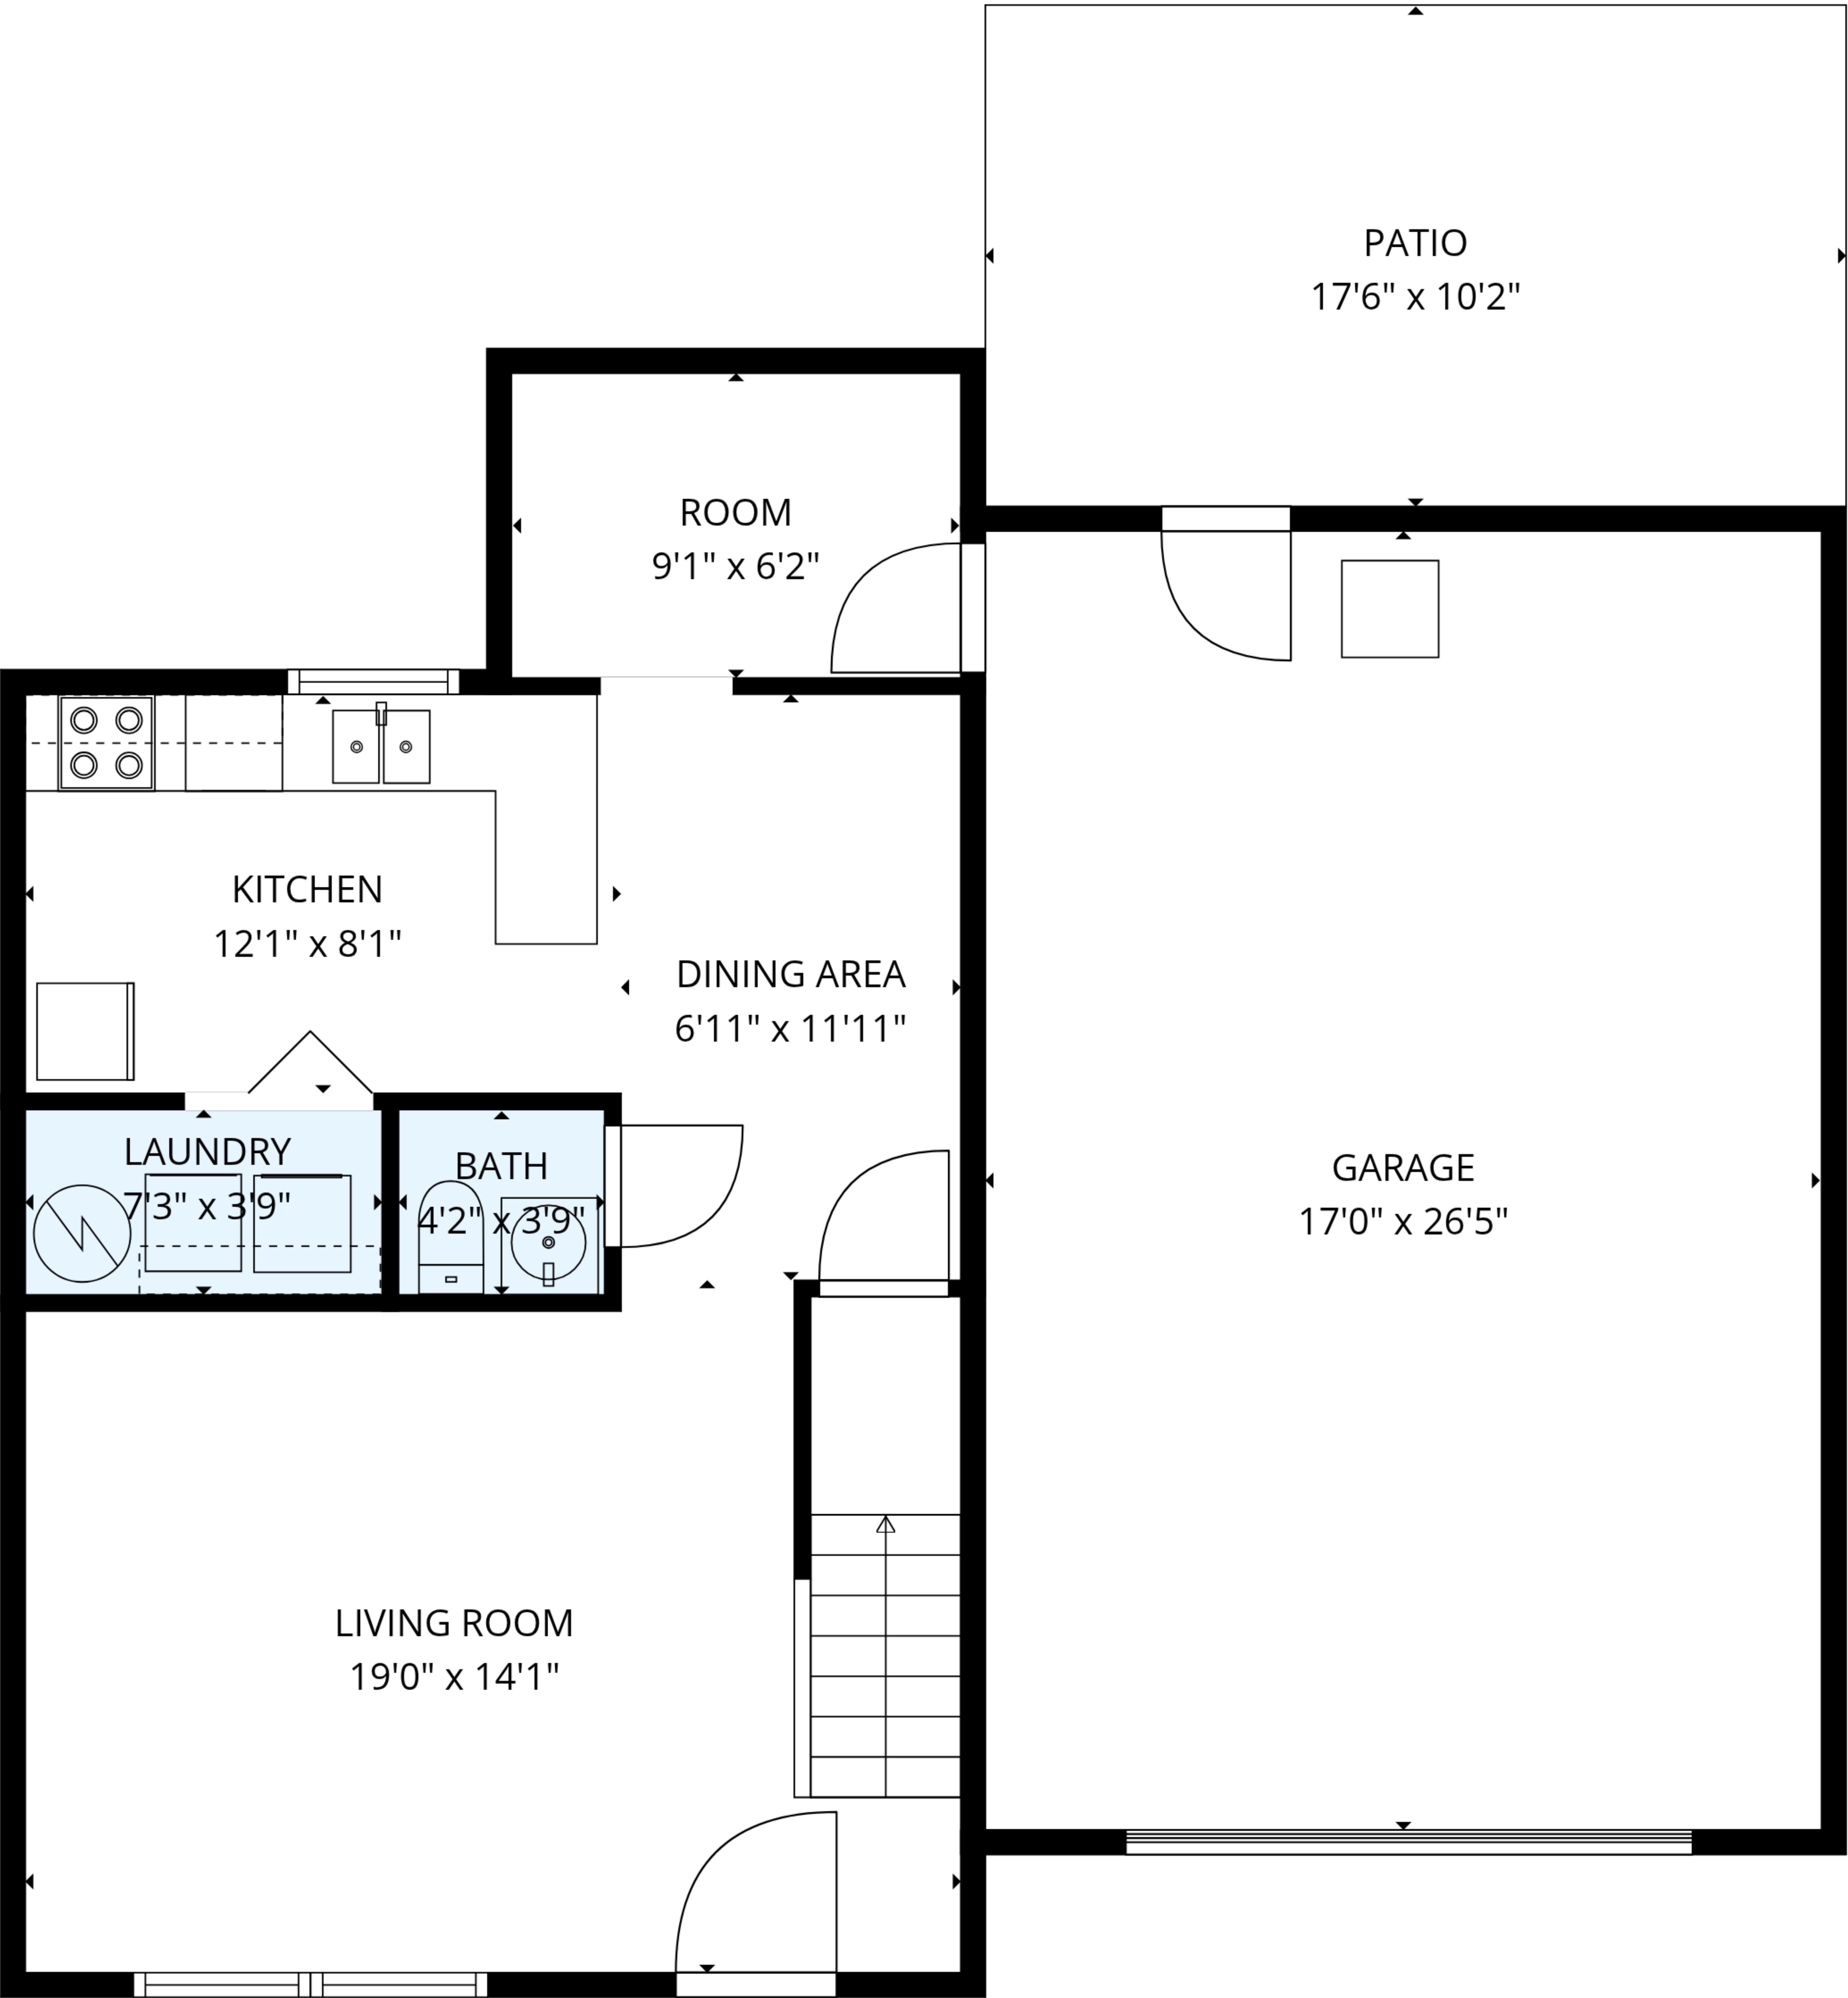 PATIO
17'6" x 10'2"
ROOM
9'1" x 6'2"
KITCHEN
12'1" x 8'1"
DINING AREA
6'11" x 11'11"
LAUNDRY
7'3" x 3'9"
BATH
4'2" x 3'9"
GARAGE
17'0" x 26'5"
LIVING ROOM
19'0" x 14'1"